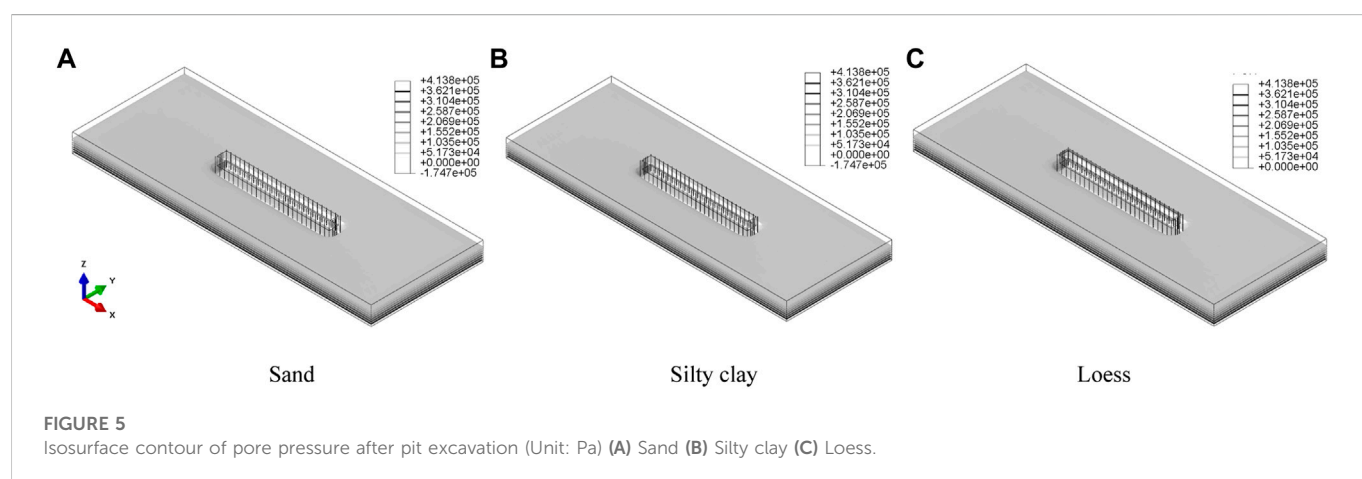 A
+4.138e+05
+3.621e+05
+3.104e+05
+2.587e+05
+2.069e+05
+1.552e+05
+1.035e+05
+5.173e+04
+0.000e+00
-1.747e+05
Z
Y
X
Sand
B
+4.138e+05
+3.621e+05
+3.104e+05
+2.587e+05
+2.069e+05
+1.552e+05
+1.035e+05
+5.173e+04
+0.000e+00
-1.747e+05
Silty clay
C
+4.138e+05
+3.621e+05
+3.104e+05
+2.587e+05
+2.069e+05
+1.552e+05
+1.035e+05
+5.173e+04
+0.000e+00
Loess
FIGURE 5
Isosurface contour of pore pressure after pit excavation (Unit: Pa) (A) Sand (B) Silty clay (C) Loess.